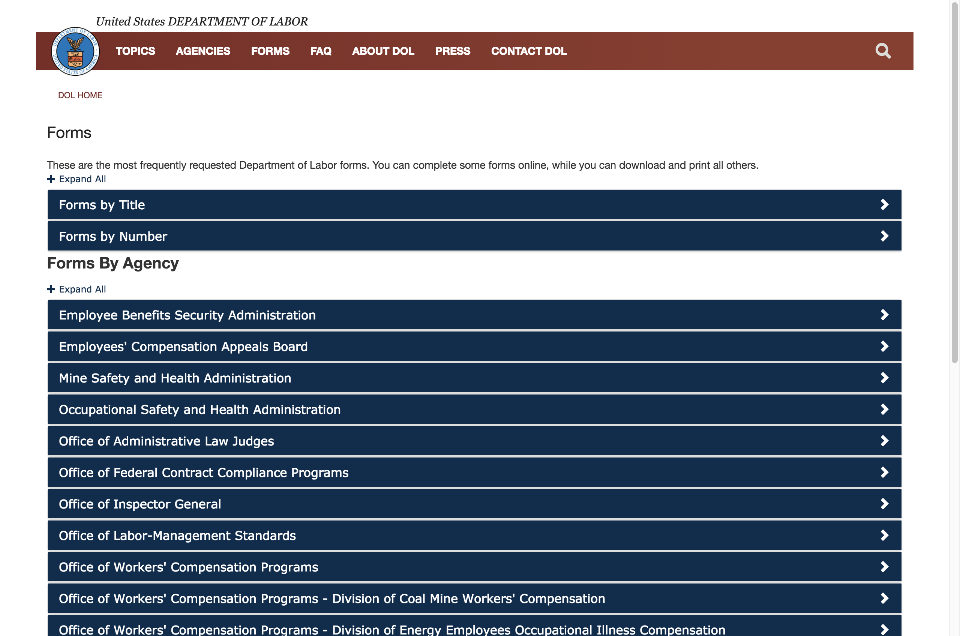 United States DEPARTMENT OF LABOR
TOPICS AGENCIES FORMS FAQ ABOUT DOL PRESS CONTACT DOL
DOL HOME
Forms
These are the most frequently requested Department of Labor forms. You can complete some forms online, while you can download and print all others.
Expand All
Forms by Title
Forms by Number
Forms By Agency
Expand All
Employee Benefits Security Administration
Employees' Compensation Appeals Board
Mine Safety and Health Administration
Occupational Safety and Health Administration
Office of Administrative Law Judges
Office of Federal Contract Compliance Programs
Office of Inspector General
Office of Labor-Management Standards
Office of Workers' Compensation Programs
Office of Workers' Compensation Programs - Division of Coal Mine Workers' Compensation
Office of Workers' Compensation Programs - Division of Energy Employees Occupational Illness Compensation